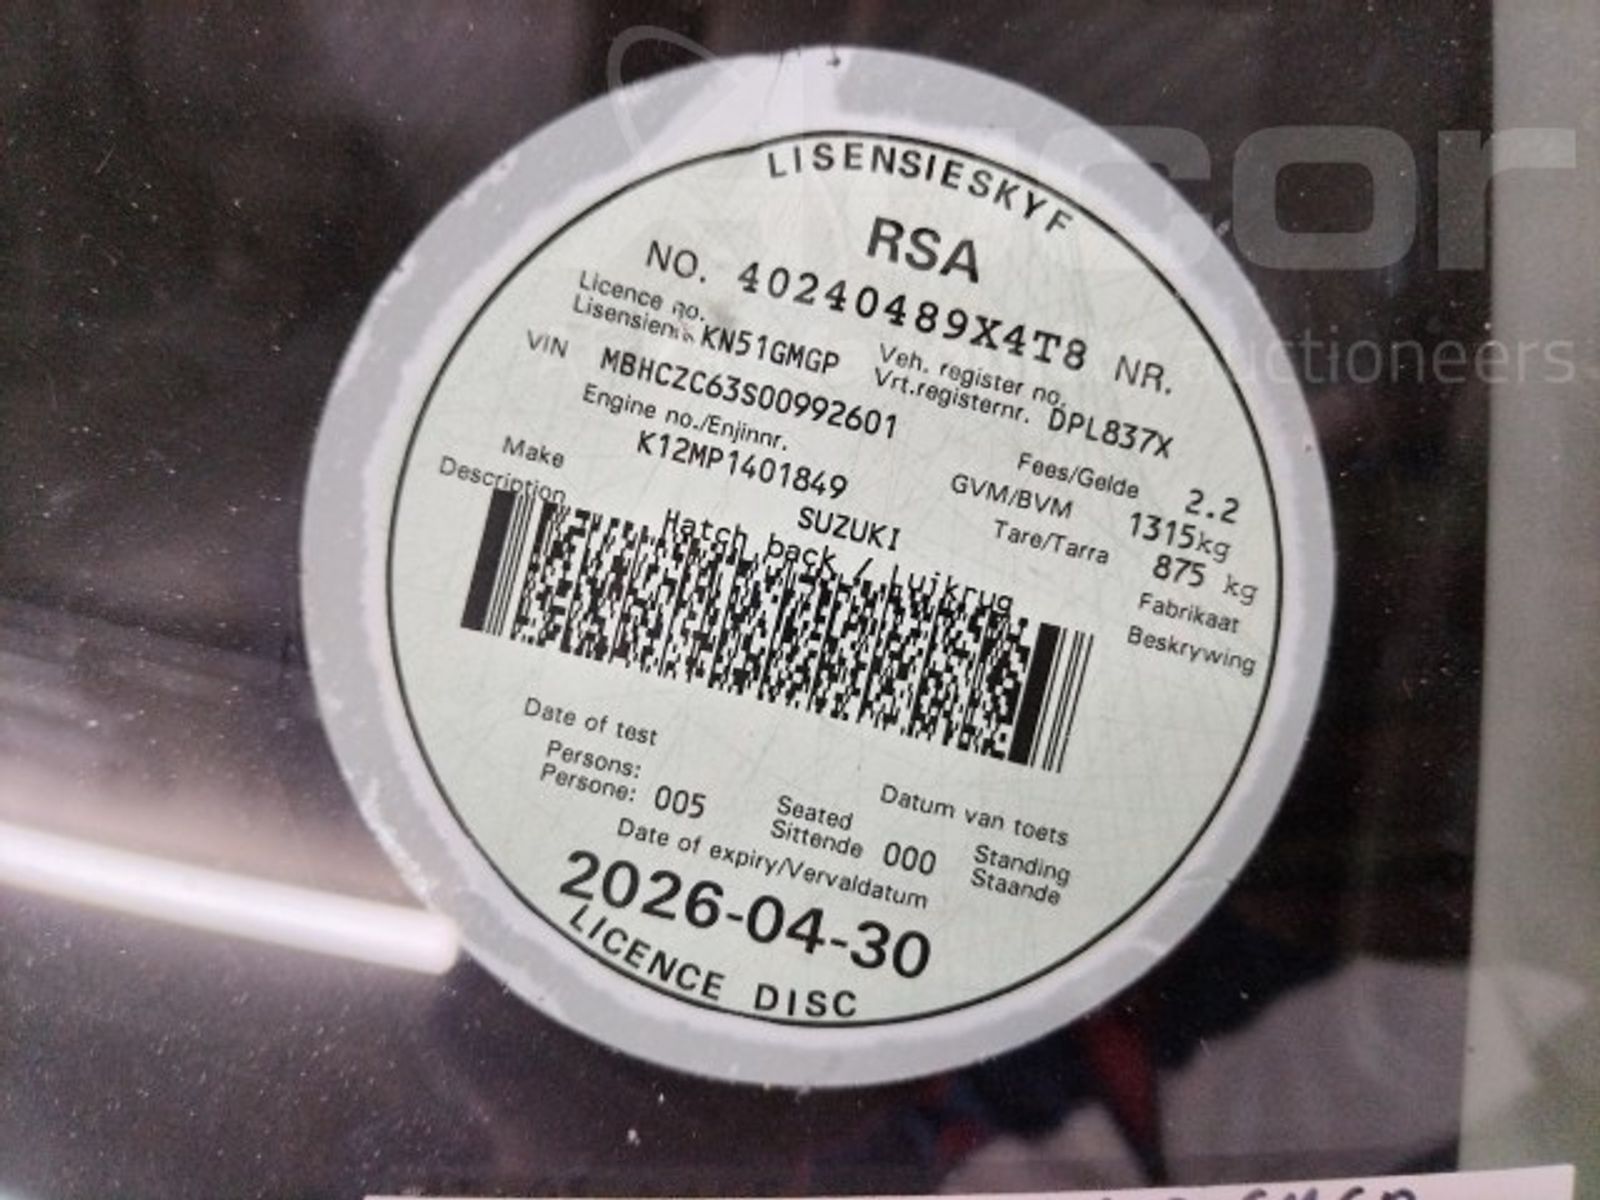 LISENSIESKYF
RSA
NO. 40240489X4T8 NR.
Licence no.
Lisensienr. KN51GMGP
Veh. register no.
Vrt.registernr. DPL837X
VIN MBHCZC63S00992601
Engine no./Enjinnr.
K12MP1401849
Fees/Gelde 2.2
GVM/BVM 1315kg
Tare/Tarra 875 kg
Make SUZUKI Fabrikaat
Description Hatch back / Luikrug Beskrywing
Date of test Datum van toets
Persons:
Persone: 005
Seated
Sittende 000
Standing
Staande
Date of expiry/Vervaldatum
2026-04-30
LICENCE DISC
auctioneers